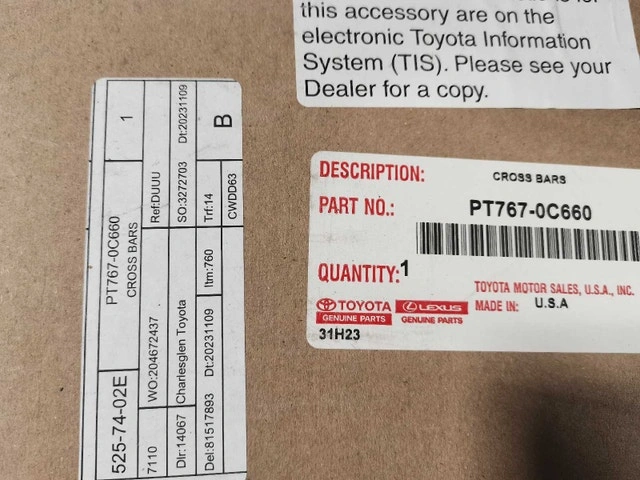 this accessory are on the
electronic Toyota Information
System (TIS). Please see your
Dealer for a copy.
DESCRIPTION: CROSS BARS
PART NO.: PT767-0C660
QUANTITY: 1
TOYOTA LEXUS
GENUINE PARTS GENUINE PARTS
TOYOTA MOTOR SALES, U.S.A., INC.
MADE IN: U.S.A
31H23
525-74-02E PT767-0C660 1
CROSS BARS
7110 WO:204672437 Ref:DUUU
Dlr:14067 Charlesglen Toyota SO:3272703 Dt:20231109
Del:81517893 Dt:20231109 Itm:760 Trf:14 B
CWDD63